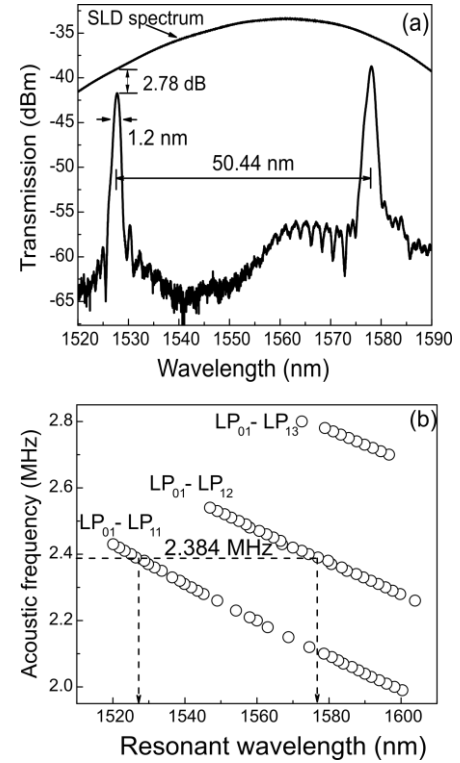 (a)
SLD spectrum
2.78 dB
1.2 nm
50.44 nm
-35
-40
-45
-50
-55
-60
-65
Transmission (dBm)
1520 1530 1540 1550 1560 1570 1580 1590
Wavelength (nm)
(b)
LP01- LP13
LP01- LP12
LP01- LP11
2.384 MHz
2.8
2.6
2.4
2.2
2.0
Acoustic frequency (MHz)
1520 1540 1560 1580 1600
Resonant wavelength (nm)